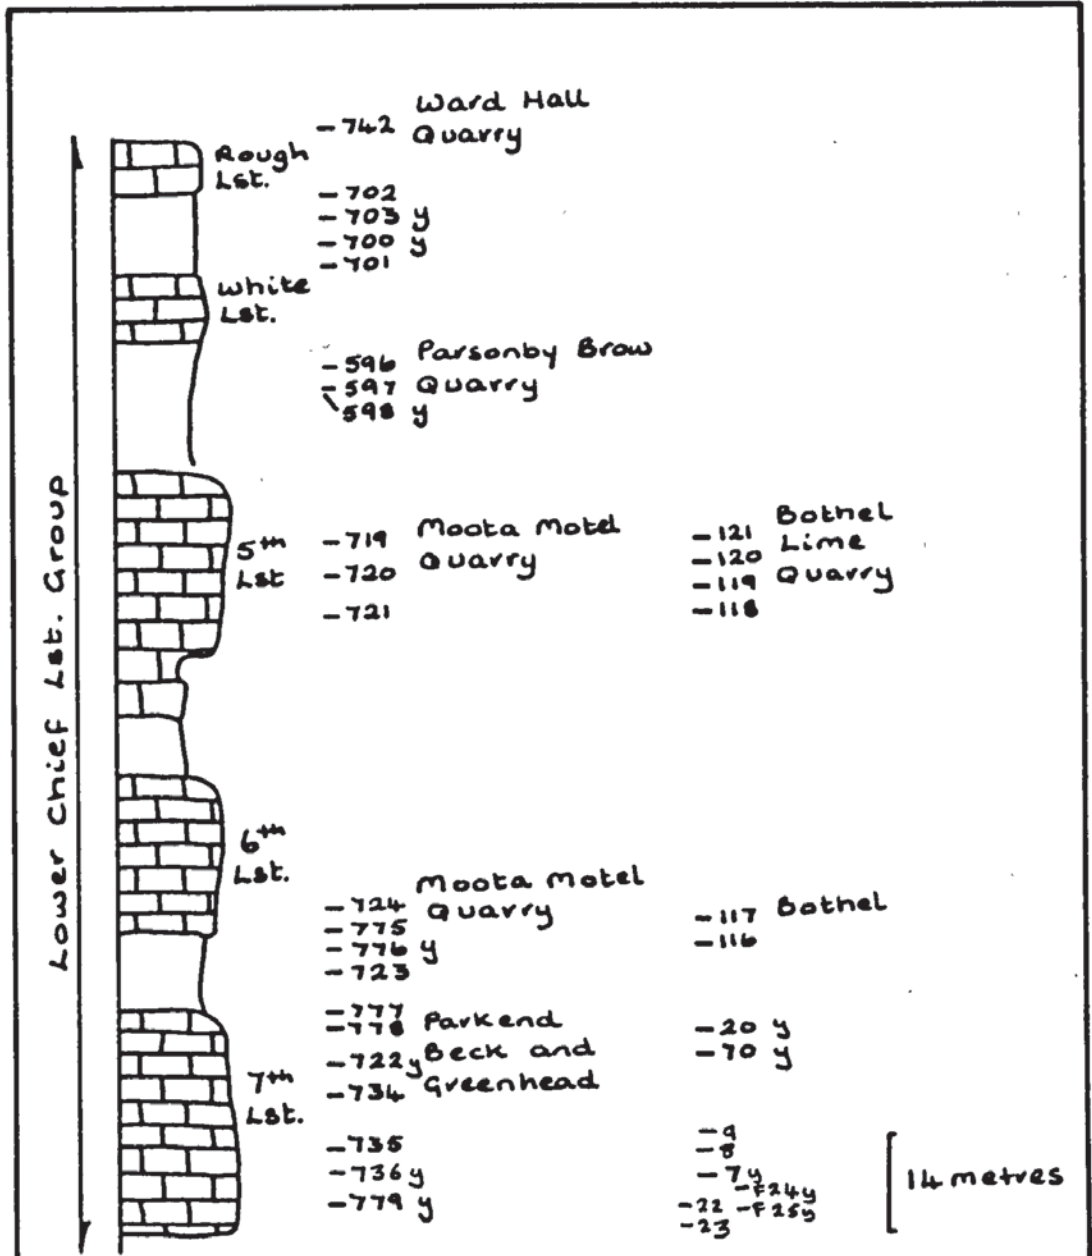 Ward Hall
-742 Quarry
Rough
Lst.
-702
-703 y
-700 y
-701
White
Lst.
-596 Parsonby Brow
-597 Quarry
598 y
Lower Chief Lst. Group
5th
Lst
-719 Moota Motel
-720 Quarry
-721
-121 Bothel
-120 Lime
-119 Quarry
-118
6th
Lst.
Moota Motel
-724 Quarry
-775
-776 y
-723
-117 Bothel
-116
-777
-778 Parkend
-722y Beck and
-734 Greenhead
-20 y
-70 y
7th
Lst.
-735
-736 y
-779 y
-9
-8
-7 y
-F24y
-22 -F25y
-23
14 metres